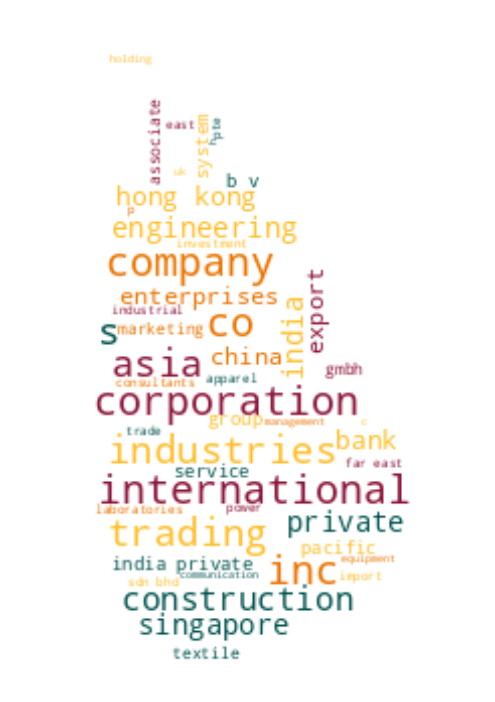 holding
associate
east
system
pte
h
uk
b v
hong kong
p
engineering
investment
company
enterprises
export
india
industrial
s
marketing
co
china
asia
gmbh
consultants
apparel
corporation
group
management
c
trade
industries
bank
far east
service
international
laboratories
power
private
trading
pacific
india private
equipment
communication
inc
import
sdn bhd
construction
singapore
textile